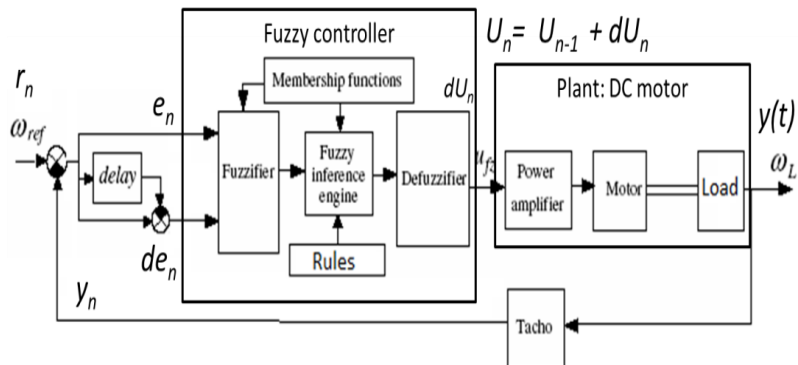 Fuzzy controller
Uₙ= Uₙ₋₁ + dUₙ
rₙ
ωref
eₙ
Membership functions
dUₙ
Plant: DC motor
y(t)
ωL
delay
Fuzzifier
Fuzzy
inference
engine
Defuzzifier
Power
amplifier
Motor
Load
deₙ
Rules
yₙ
Tacho